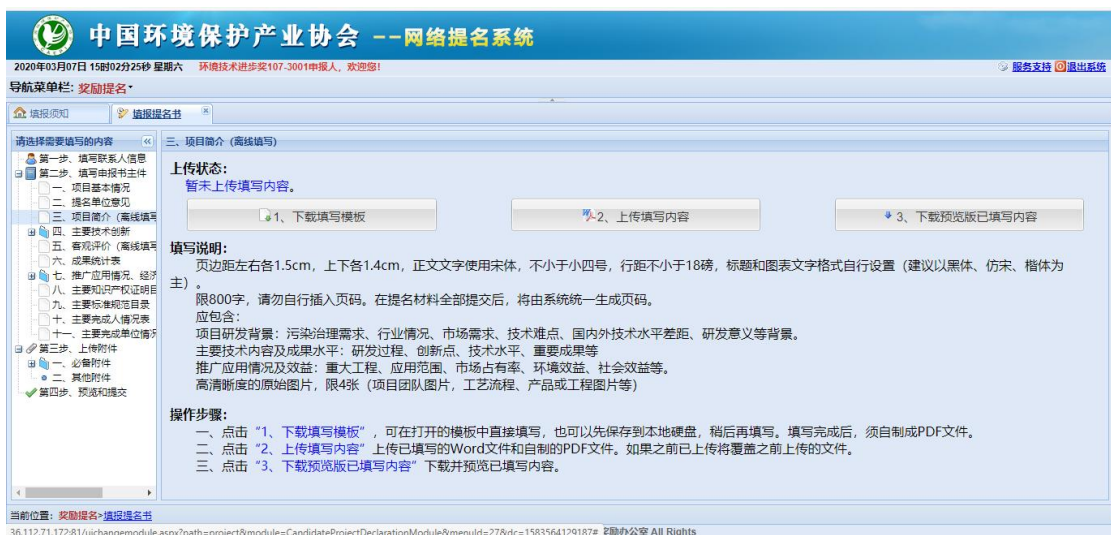 中国环境保护产业协会 --网络提名系统
2020年03月07日 15时02分25秒 星期六 环境技术进步奖107-3001申报人，欢迎您! 服务支持 退出系统
导航菜单栏: 奖励提名
填报须知 填报提名书
请选择需要填写的内容
第一步、填写联系人信息
第二步、填写申报书主件
一、项目基本情况
二、提名单位意见
三、项目简介（离线填写
四、主要技术创新
五、客观评价（离线填写
六、成果统计表
七、推广应用情况、经济
八、主要知识产权证明目
九、主要标准规范目录
十、主要完成人情况表
十一、主要完成单位情况
第三步、上传附件
一、必备附件
二、其他附件
第四步、预览和提交
三、项目简介（离线填写）
上传状态：
暂未上传填写内容。
1、下载填写模板 2、上传填写内容 3、下载预览版已填写内容
填写说明：
页边距左右各1.5cm，上下各1.4cm，正文文字使用宋体，不小于小四号，行距不小于18磅，标题和图表文字格式自行设置（建议以黑体、仿宋、楷体为
主）。
限800字，请勿自行插入页码。在提名材料全部提交后，将由系统统一生成页码。
应包含：
项目研发背景：污染治理需求、行业情况、市场需求、技术难点、国内外技术水平差距、研发意义等背景。
主要技术内容及成果水平：研发过程、创新点、技术水平、重要成果等
推广应用情况及效益：重大工程、应用范围、市场占有率、环境效益、社会效益等。
高清晰度的原始图片，限4张（项目团队图片，工艺流程、产品或工程图片等）
操作步骤：
一、点击“1、下载填写模板”，可在打开的模板中直接填写，也可以先保存到本地硬盘，稍后再填写。填写完成后，须自制成PDF文件。
二、点击“2、上传填写内容”上传已填写的Word文件和自制的PDF文件。如果之前已上传将覆盖之前上传的文件。
三、点击“3、下载预览版已填写内容”下载并预览已填写内容。
当前位置：奖励提名>填报提名书
36.112.71.172:81/uichangemodule.aspx?path=project&module=CandidateProjectDeclarationModule&menuId=27&dc=1583564129187# 奖励办公室 All Rights